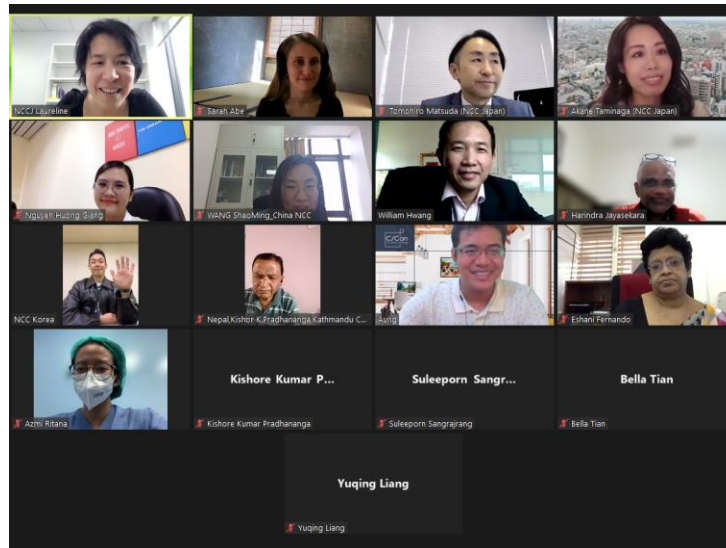 NCCJ Laureline
Sarah Abe
Tomohiro Matsuda (NCC Japan)
Akane Taminaga (NCC Japan)
Nguyen Huong Giang
WANG ShaoMing_China NCC
William Hwang
Harindra Jayasekara
NCC Korea
Nepal,Kishor K.Pradhananga Kathmandu C...
C/Can
Aung
Eshani Fernando
Azmi Ritana
Kishore Kumar P...
Kishore Kumar Pradhananga
Suleeporn Sangr...
Suleeporn Sangrajrang
Bella Tian
Bella Tian
Yuqing Liang
Yuqing Liang